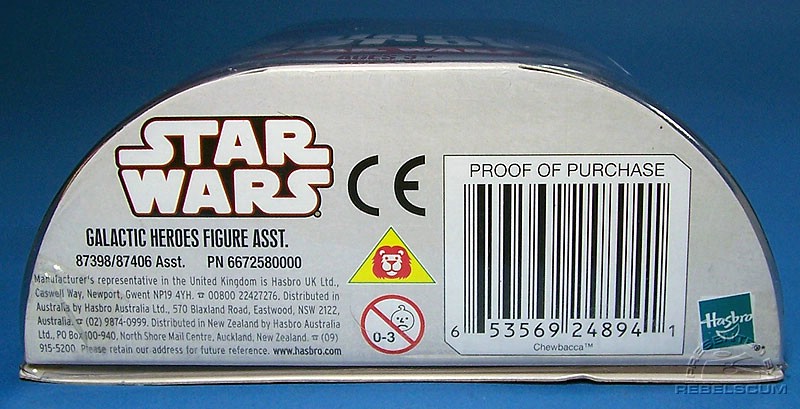 STAR
WARS
GALACTIC HEROES FIGURE ASST.
87398/87406 Asst. PN 6672580000
Manufacturer's representative in the United Kingdom is Hasbro UK Ltd.,
Caswell Way, Newport, Gwent NP19 4YH. ☎ 00800 22427276. Distributed in
Australia by Hasbro Australia Ltd., 570 Blaxland Road, Eastwood, NSW 2122,
Australia. ☎ (02) 9874-0999. Distributed in New Zealand by Hasbro Australia
Ltd., PO Box 100-940, North Shore Mail Centre, Auckland, New Zealand. ☎ (09)
915-5200. Please retain our address for future reference. www.hasbro.com
CE
0-3
PROOF OF PURCHASE
6 53569 24894 1
Chewbacca™
Hasbro
REBELSCUM